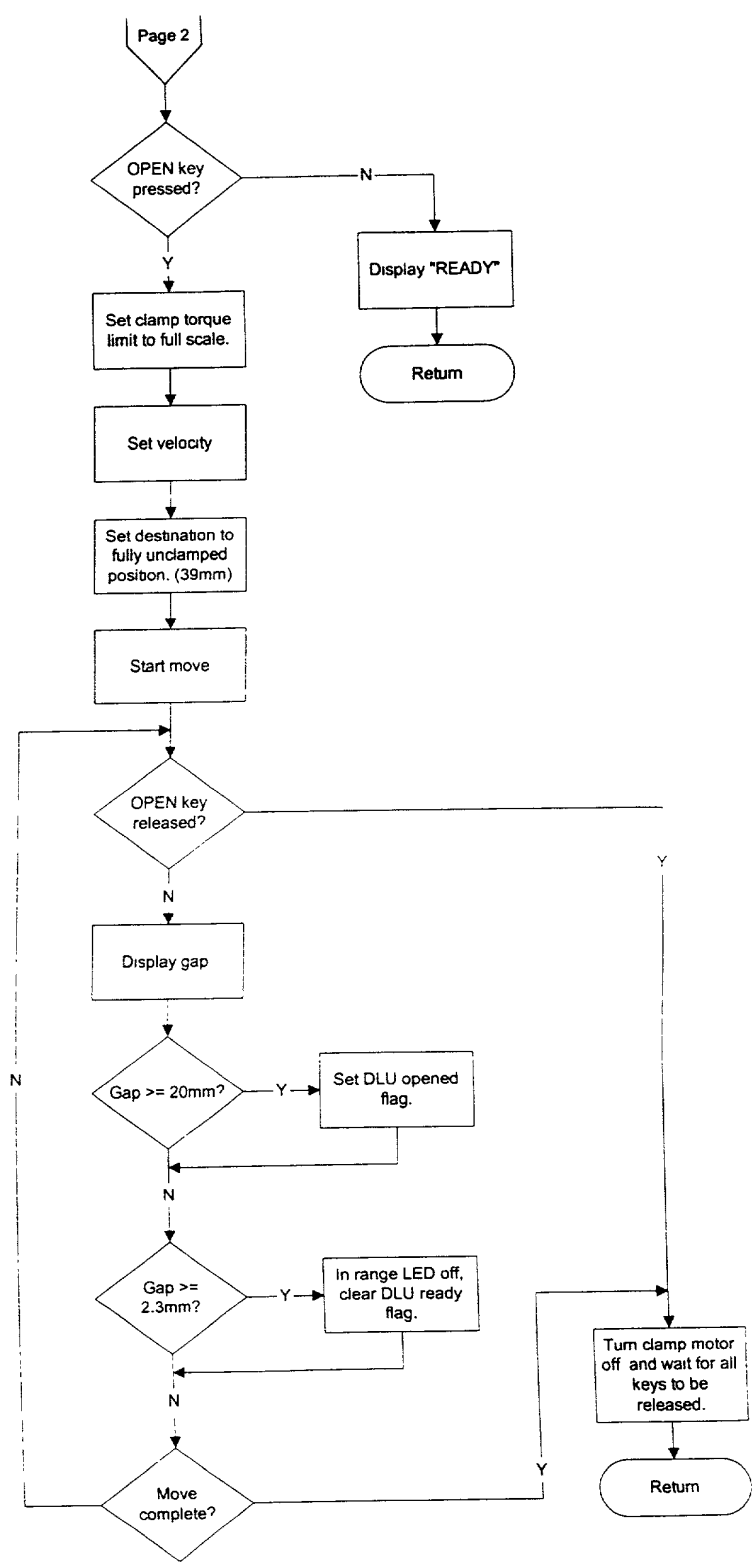 Page 2
OPEN key
pressed?
N
Y
Display "READY"
Return
Set clamp torque
limit to full scale.
Set velocity
Set destination to
fully unclamped
position. (39mm)
Start move
OPEN key
released?
Y
N
Display gap
N
Gap >= 20mm?
Y
Set DLU opened
flag.
N
Gap >=
2.3mm?
Y
In range LED off,
clear DLU ready
flag.
N
Turn clamp motor
off and wait for all
keys to be
released.
Move
complete?
Y
Return